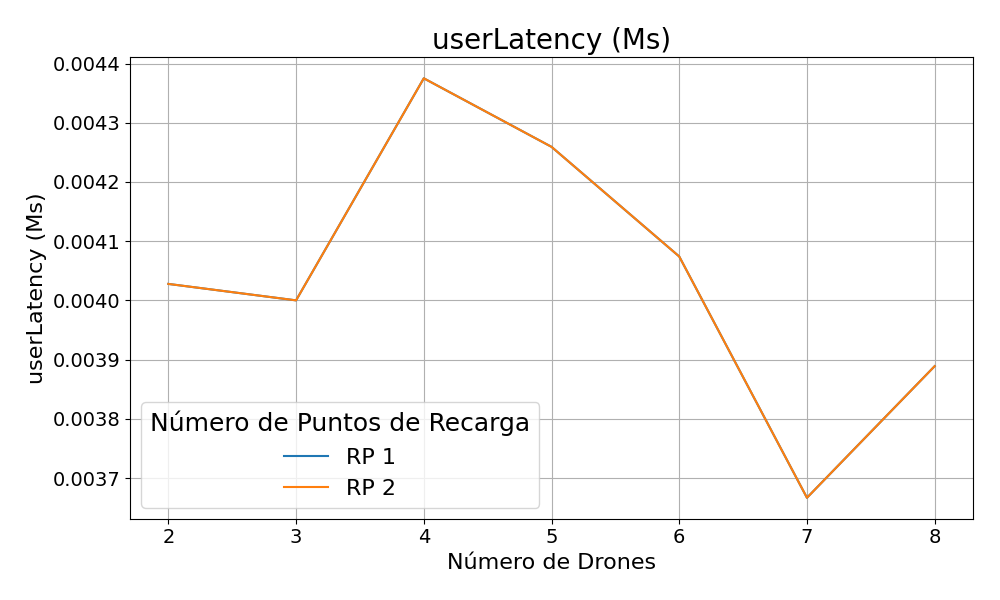 userLatency (Ms)
userLatency (Ms)
0.0044
0.0043
0.0042
0.0041
0.0040
0.0039
0.0038
0.0037
Número de Puntos de Recarga
RP 1
RP 2
2 3 4 5 6 7 8
Número de Drones